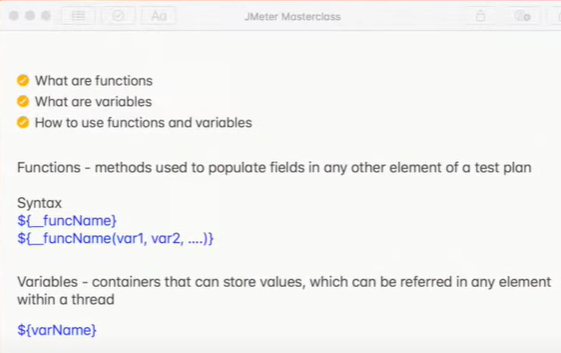 Aa
JMeter Masterclass
What are functions
What are variables
How to use functions and variables
Functions - methods used to populate fields in any other element of a test plan
Syntax
${__funcName}
${__funcName(var1, var2, ....)}
Variables - containers that can store values, which can be referred in any element
within a thread
${varName}